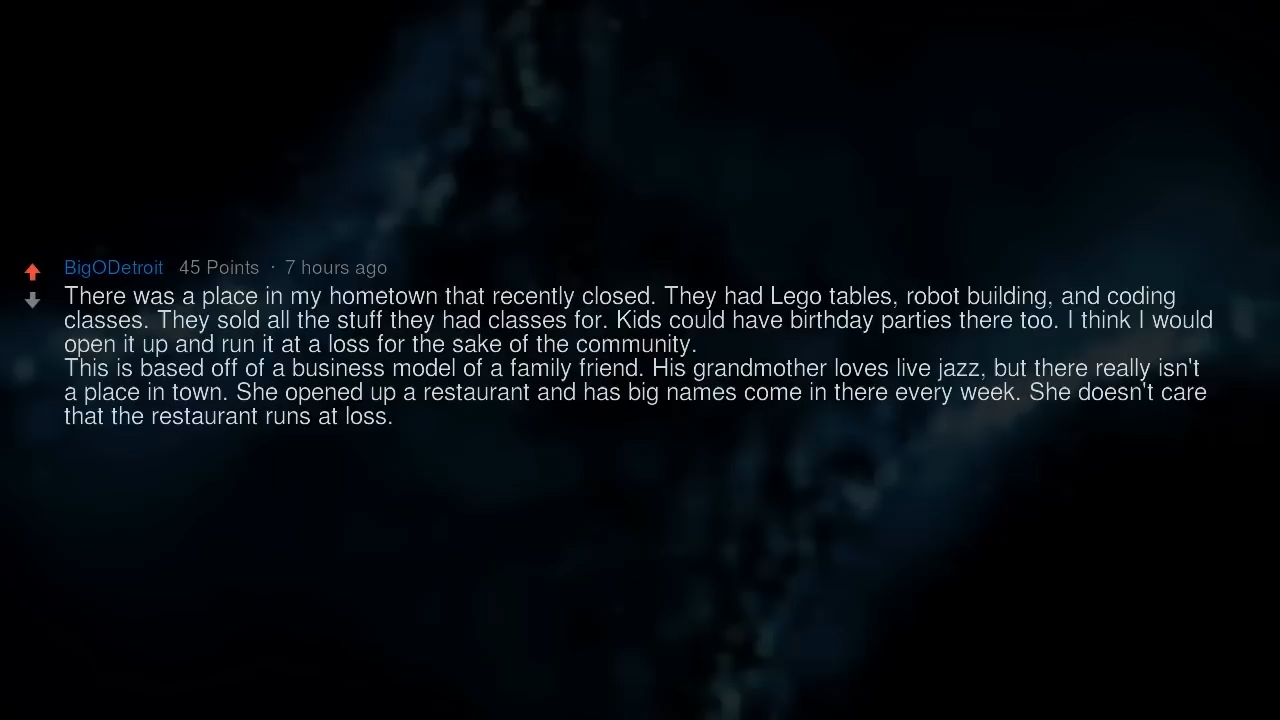 BigODetroit 45 Points · 7 hours ago
There was a place in my hometown that recently closed. They had Lego tables, robot building, and coding
classes. They sold all the stuff they had classes for. Kids could have birthday parties there too. I think I would
open it up and run it at a loss for the sake of the community.
This is based off of a business model of a family friend. His grandmother loves live jazz, but there really isn't
a place in town. She opened up a restaurant and has big names come in there every week. She doesn't care
that the restaurant runs at loss.